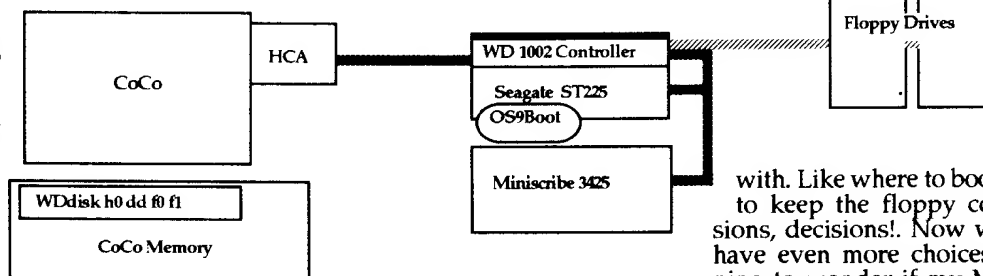 Floppy Drives
HCA
WD 1002 Controller
CoCo
Seagate ST225
OS9Boot
Miniscribe 3425
WDdisk h0 dd f0 f1
CoCo Memory
with. Like where to boo
to keep the floppy co
sions, decisions!. Now w
have even more choices